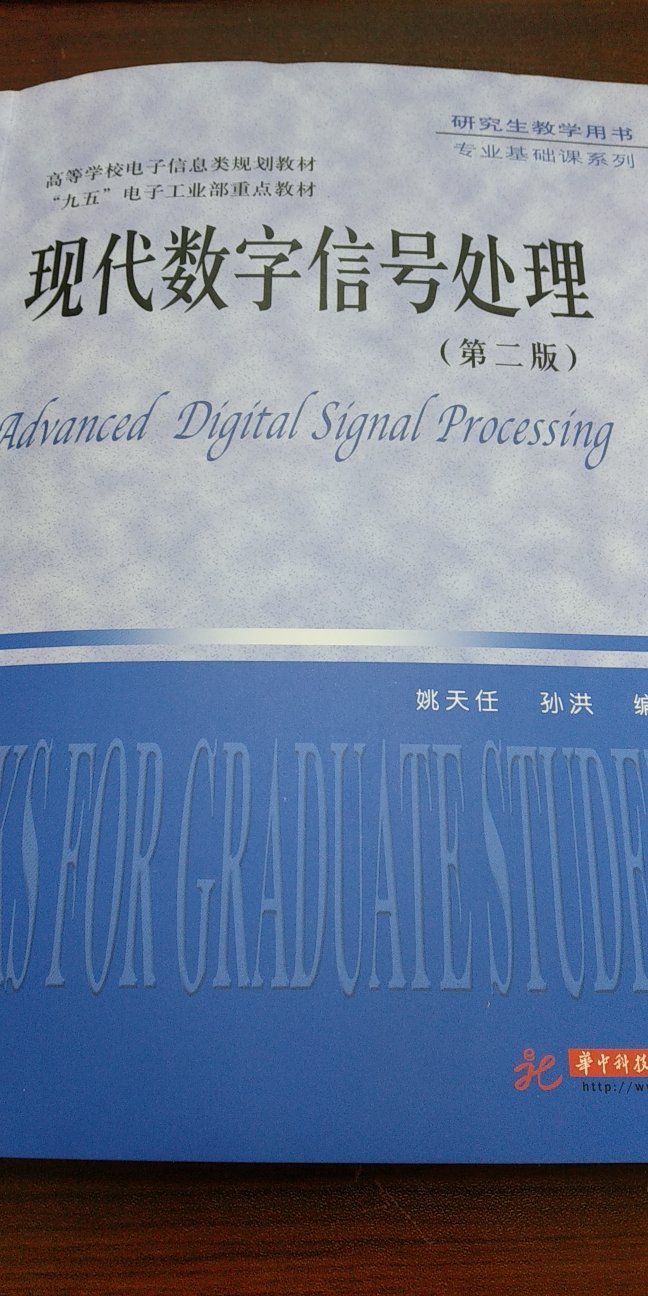 研究生教学用书
专业基础课系列
高等学校电子信息类规划教材
“九五”电子工业部重点教材
现代数字信号处理
（第二版）
Advanced Digital Signal Processing
姚天任 孙洪 编
KS FOR GRADUATE STUDE
華中科技
http://w